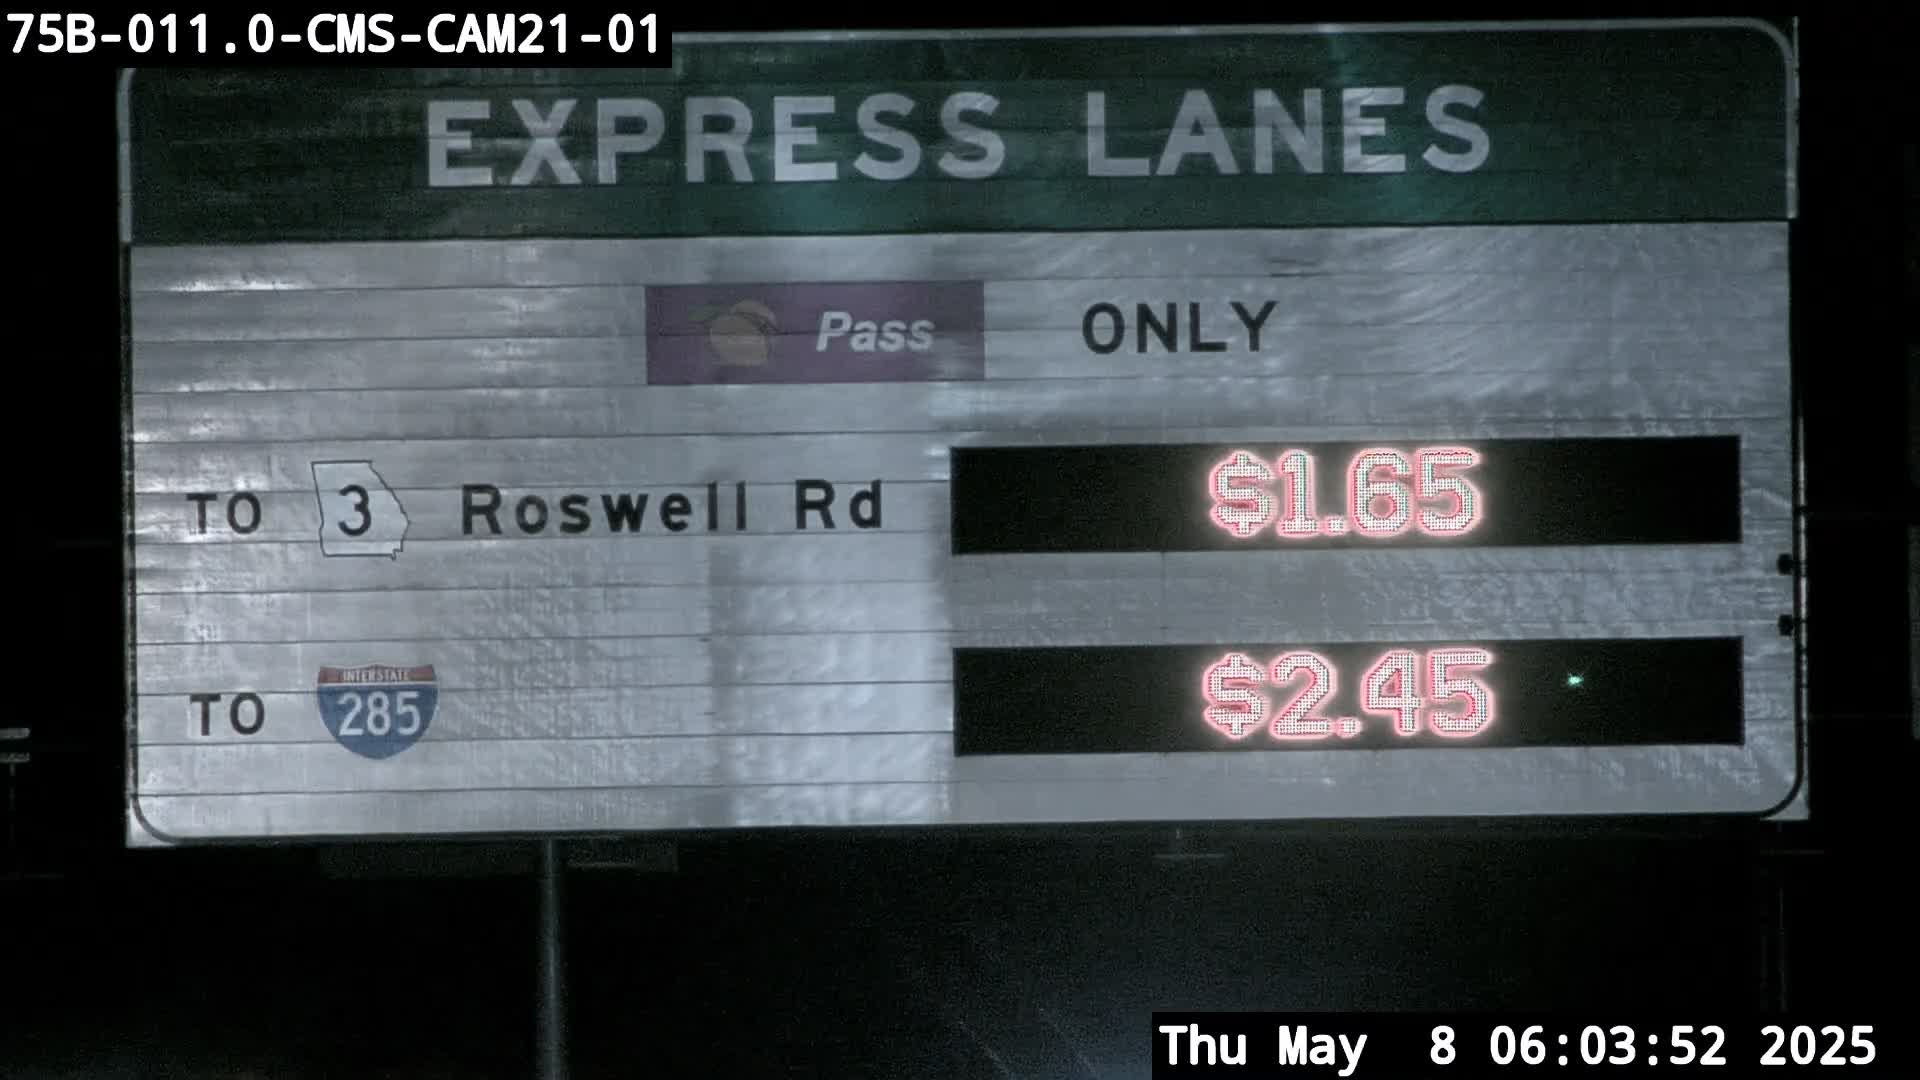 75B-011.0-CMS-CAM21-01
EXPRESS LANES
Pass ONLY
TO 3 Roswell Rd $1.65
TO INTERSTATE 285 $2.45
Thu May 8 06:03:52 2025